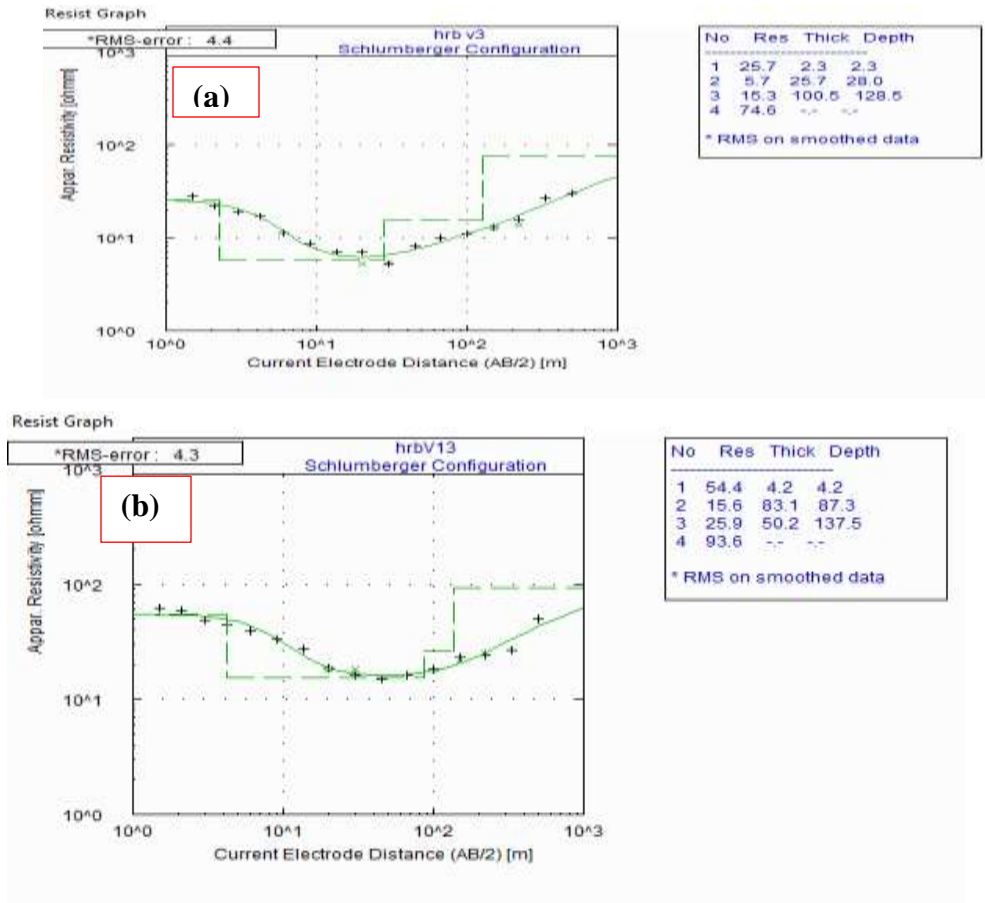 Resist Graph
*RMS-error : 4.4
hrb v3
Schlumberger Configuration
(a)
10^3
10^2
10^1
10^0
Appar. Resistivity [ohmm]
10^0 10^1 10^2 10^3
Current Electrode Distance (AB/2) [m]
No Res Thick Depth
------------------------
1 25.7 2.3 2.3
2 5.7 25.7 28.0
3 15.3 100.5 128.5
4 74.6 -.- -.-
* RMS on smoothed data
Resist Graph
*RMS-error : 4.3
hrbV13
Schlumberger Configuration
(b)
10^3
10^2
10^1
10^0
Appar. Resistivity [ohmm]
10^0 10^1 10^2 10^3
Current Electrode Distance (AB/2) [m]
No Res Thick Depth
------------------------
1 54.4 4.2 4.2
2 15.6 83.1 87.3
3 25.9 50.2 137.5
4 93.6 -.- -.-
* RMS on smoothed data